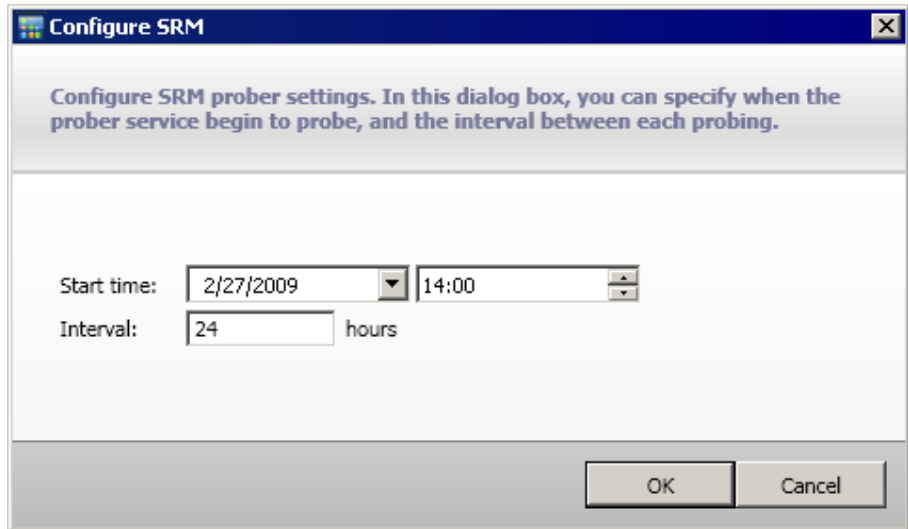 Configure SRM
Configure SRM prober settings. In this dialog box, you can specify when the
prober service begin to probe, and the interval between each probing.
Start time: 2/27/2009 14:00
Interval: 24 hours
OK Cancel